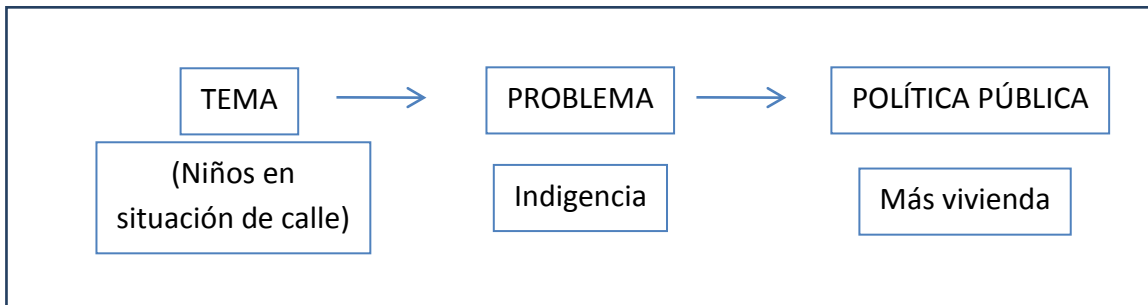 TEMA
PROBLEMA
POLÍTICA PÚBLICA
(Niños en
situación de calle)
Indigencia
Más vivienda